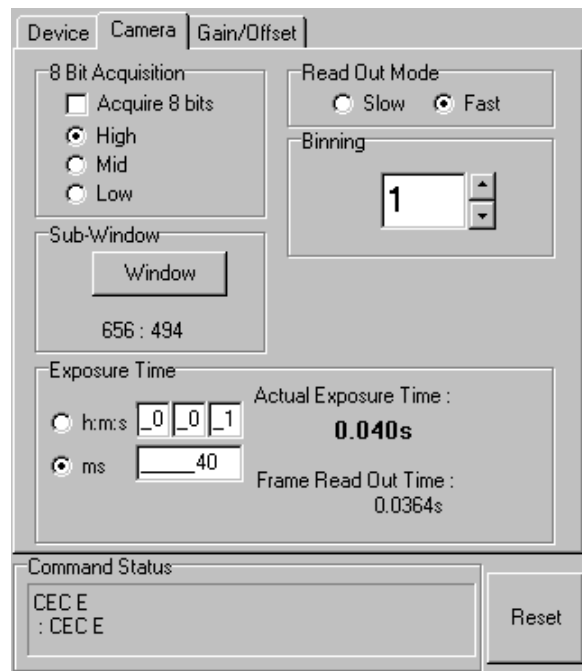 Device Camera Gain/Offset
8 Bit Acquisition
Acquire 8 bits
High
Mid
Low
Read Out Mode
Slow Fast
Binning
1
Sub-Window
Window
656 : 494
Exposure Time
h:m:s _0 _0 _1
ms _____40
Actual Exposure Time :
0.040s
Frame Read Out Time :
0.0364s
Command Status
CEC E
: CEC E
Reset